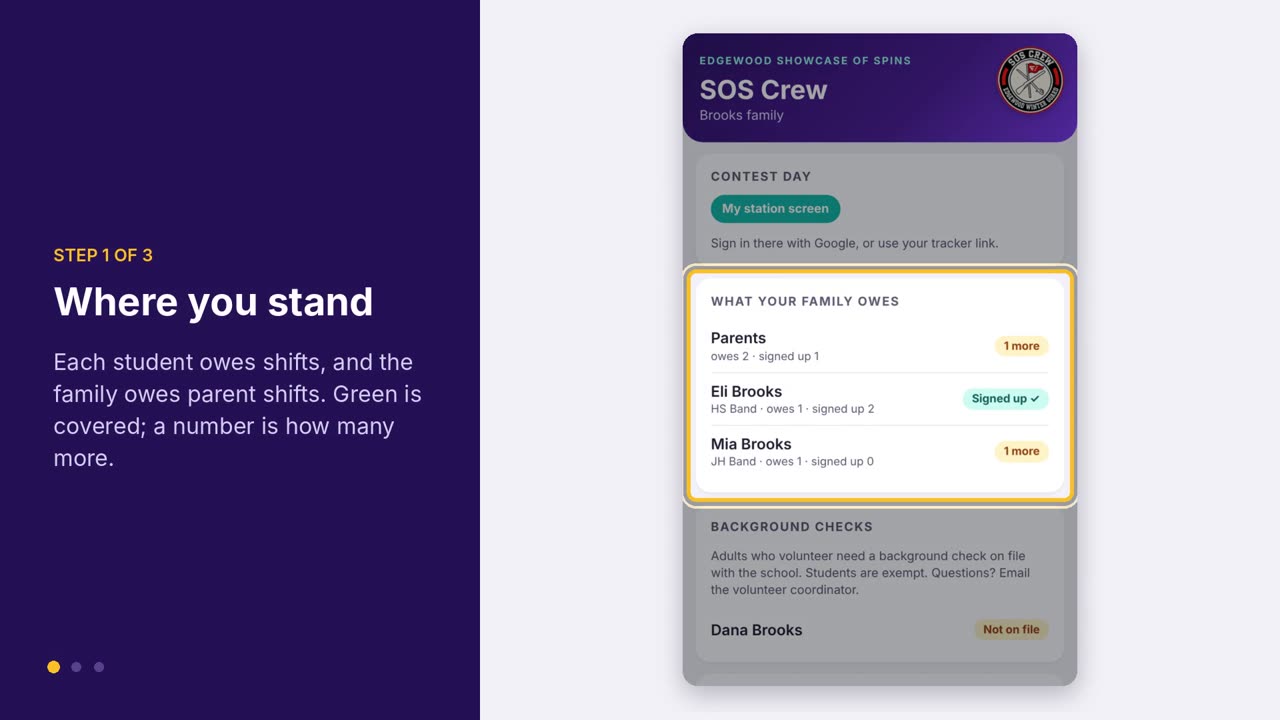 STEP 1 OF 3
Where you stand
Each student owes shifts, and the
family owes parent shifts. Green is
covered; a number is how many
more.
EDGEWOOD SHOWCASE OF SPINS
SOS Crew
Brooks family
SOS CREW
EDGEWOOD WINTER GUARD
CONTEST DAY
My station screen
Sign in there with Google, or use your tracker link.
WHAT YOUR FAMILY OWES
Parents
1 more
owes 2 · signed up 1
Eli Brooks
Signed up ✓
HS Band · owes 1 · signed up 2
Mia Brooks
1 more
JH Band · owes 1 · signed up 0
BACKGROUND CHECKS
Adults who volunteer need a background check on file
with the school. Students are exempt. Questions? Email
the volunteer coordinator.
Dana Brooks
Not on file